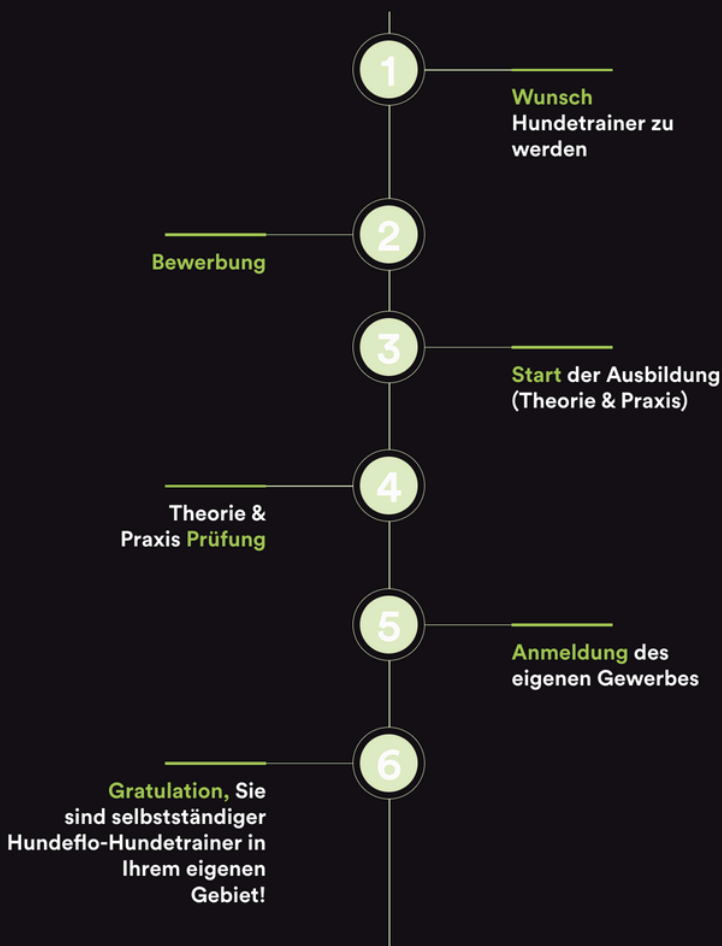 1
Wunsch
Hundetrainer zu
werden
2
Bewerbung
3
Start der Ausbildung
(Theorie & Praxis)
4
Theorie &
Praxis Prüfung
5
Anmeldung des
eigenen Gewerbes
6
Gratulation, Sie
sind selbstständiger
Hundeflo-Hundetrainer in
Ihrem eigenen
Gebiet!